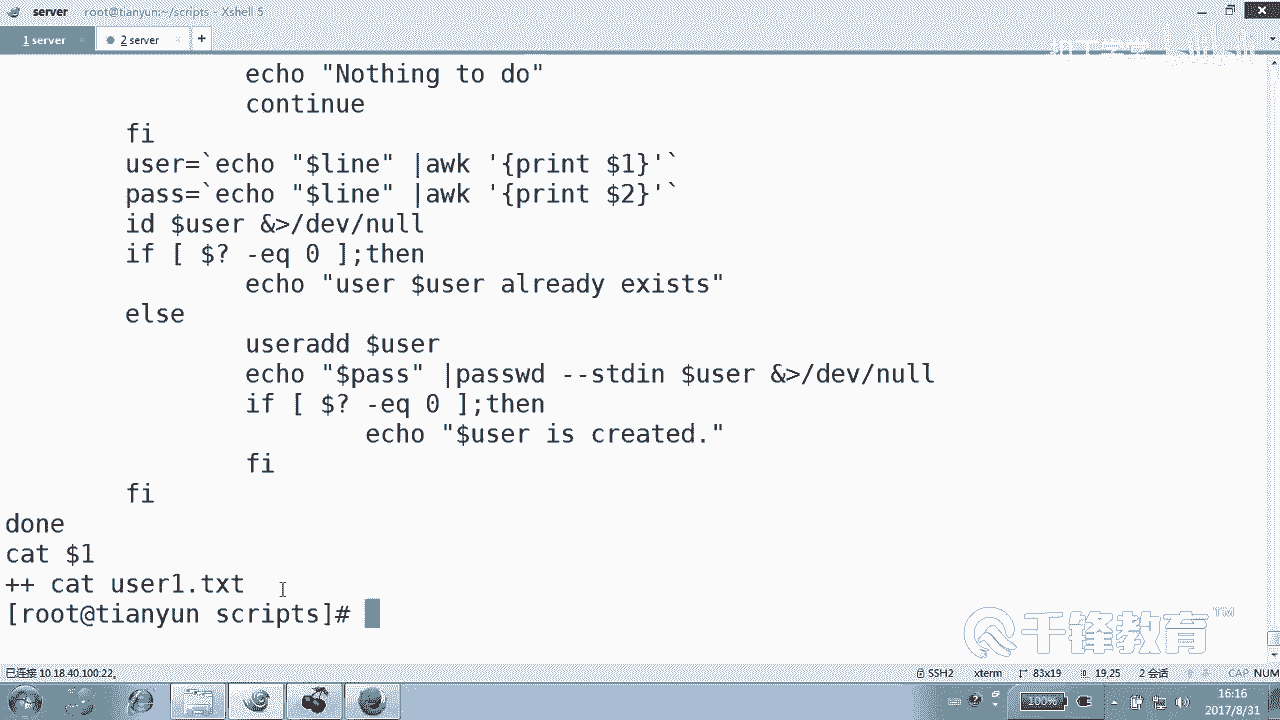 server root@tianyun:~/scripts - Xshell 5
1 server
2 server
+
echo "Nothing to do"
continue
fi
user=`echo "$line" |awk '{print $1}'`
pass=`echo "$line" |awk '{print $2}'`
id $user &>/dev/null
if [ $? -eq 0 ];then
echo "user $user already exists"
else
useradd $user
echo "$pass" |passwd --stdin $user &>/dev/null
if [ $? -eq 0 ];then
echo "$user is created."
fi
fi
done
cat $1
++ cat user1.txt
[root@tianyun scripts]#
千锋教育 TM
已连接 10.18.40.100:22。
SSH2
xterm
83x19
19,25
2 会话
CAP NUM
100%
16:16
2017/8/31